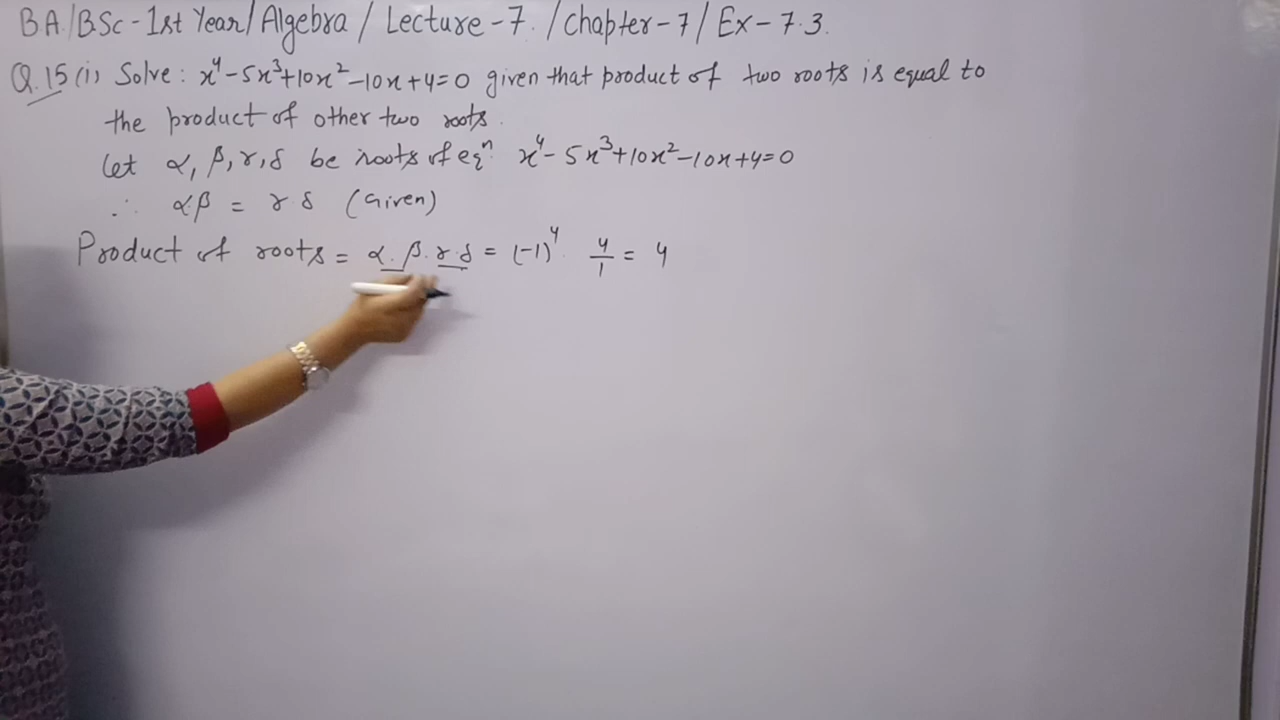 B.A./B.Sc - 1st Year/ Algebra / Lecture - 7. / Chapter - 7 / Ex - 7.3.
Q.15 (i) Solve : x⁴ - 5x³ + 10x² - 10x + 4 = 0 given that product of two roots is equal to
the product of other two roots.
Let α, β, γ, δ be roots of eqⁿ. x⁴ - 5x³ + 10x² - 10x + 4 = 0
∴ αβ = γδ (Given)
Product of roots = α.β.γ.δ = (-1)⁴. 4/1 = 4